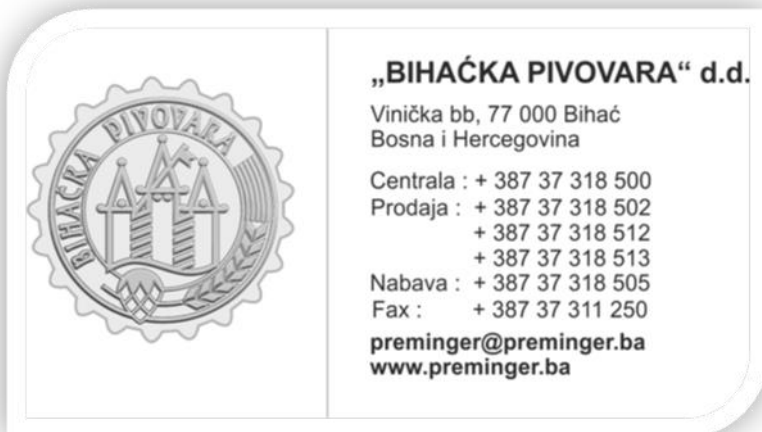 BIHAĆKA PIVOVARA
„BIHAĆKA PIVOVARA“ d.d.
Vinička bb, 77 000 Bihać
Bosna i Hercegovina
Centrala : + 387 37 318 500
Prodaja : + 387 37 318 502
+ 387 37 318 512
+ 387 37 318 513
Nabava : + 387 37 318 505
Fax : + 387 37 311 250
preminger@preminger.ba
www.preminger.ba